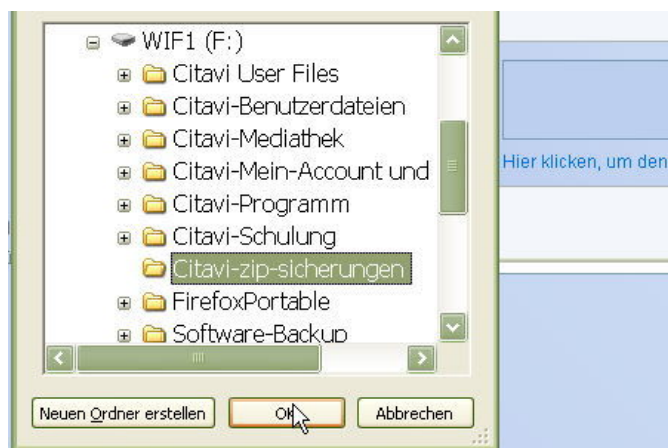 WIF1 (F:)
Citavi User Files
Citavi-Benutzerdateien
Citavi-Mediathek
Citavi-Mein-Account und
Hier klicken, um den
Citavi-Programm
Citavi-Schulung
Citavi-zip-sicherungen
FirefoxPortable
Software-Backup
Neuen Ordner erstellen
OK
Abbrechen